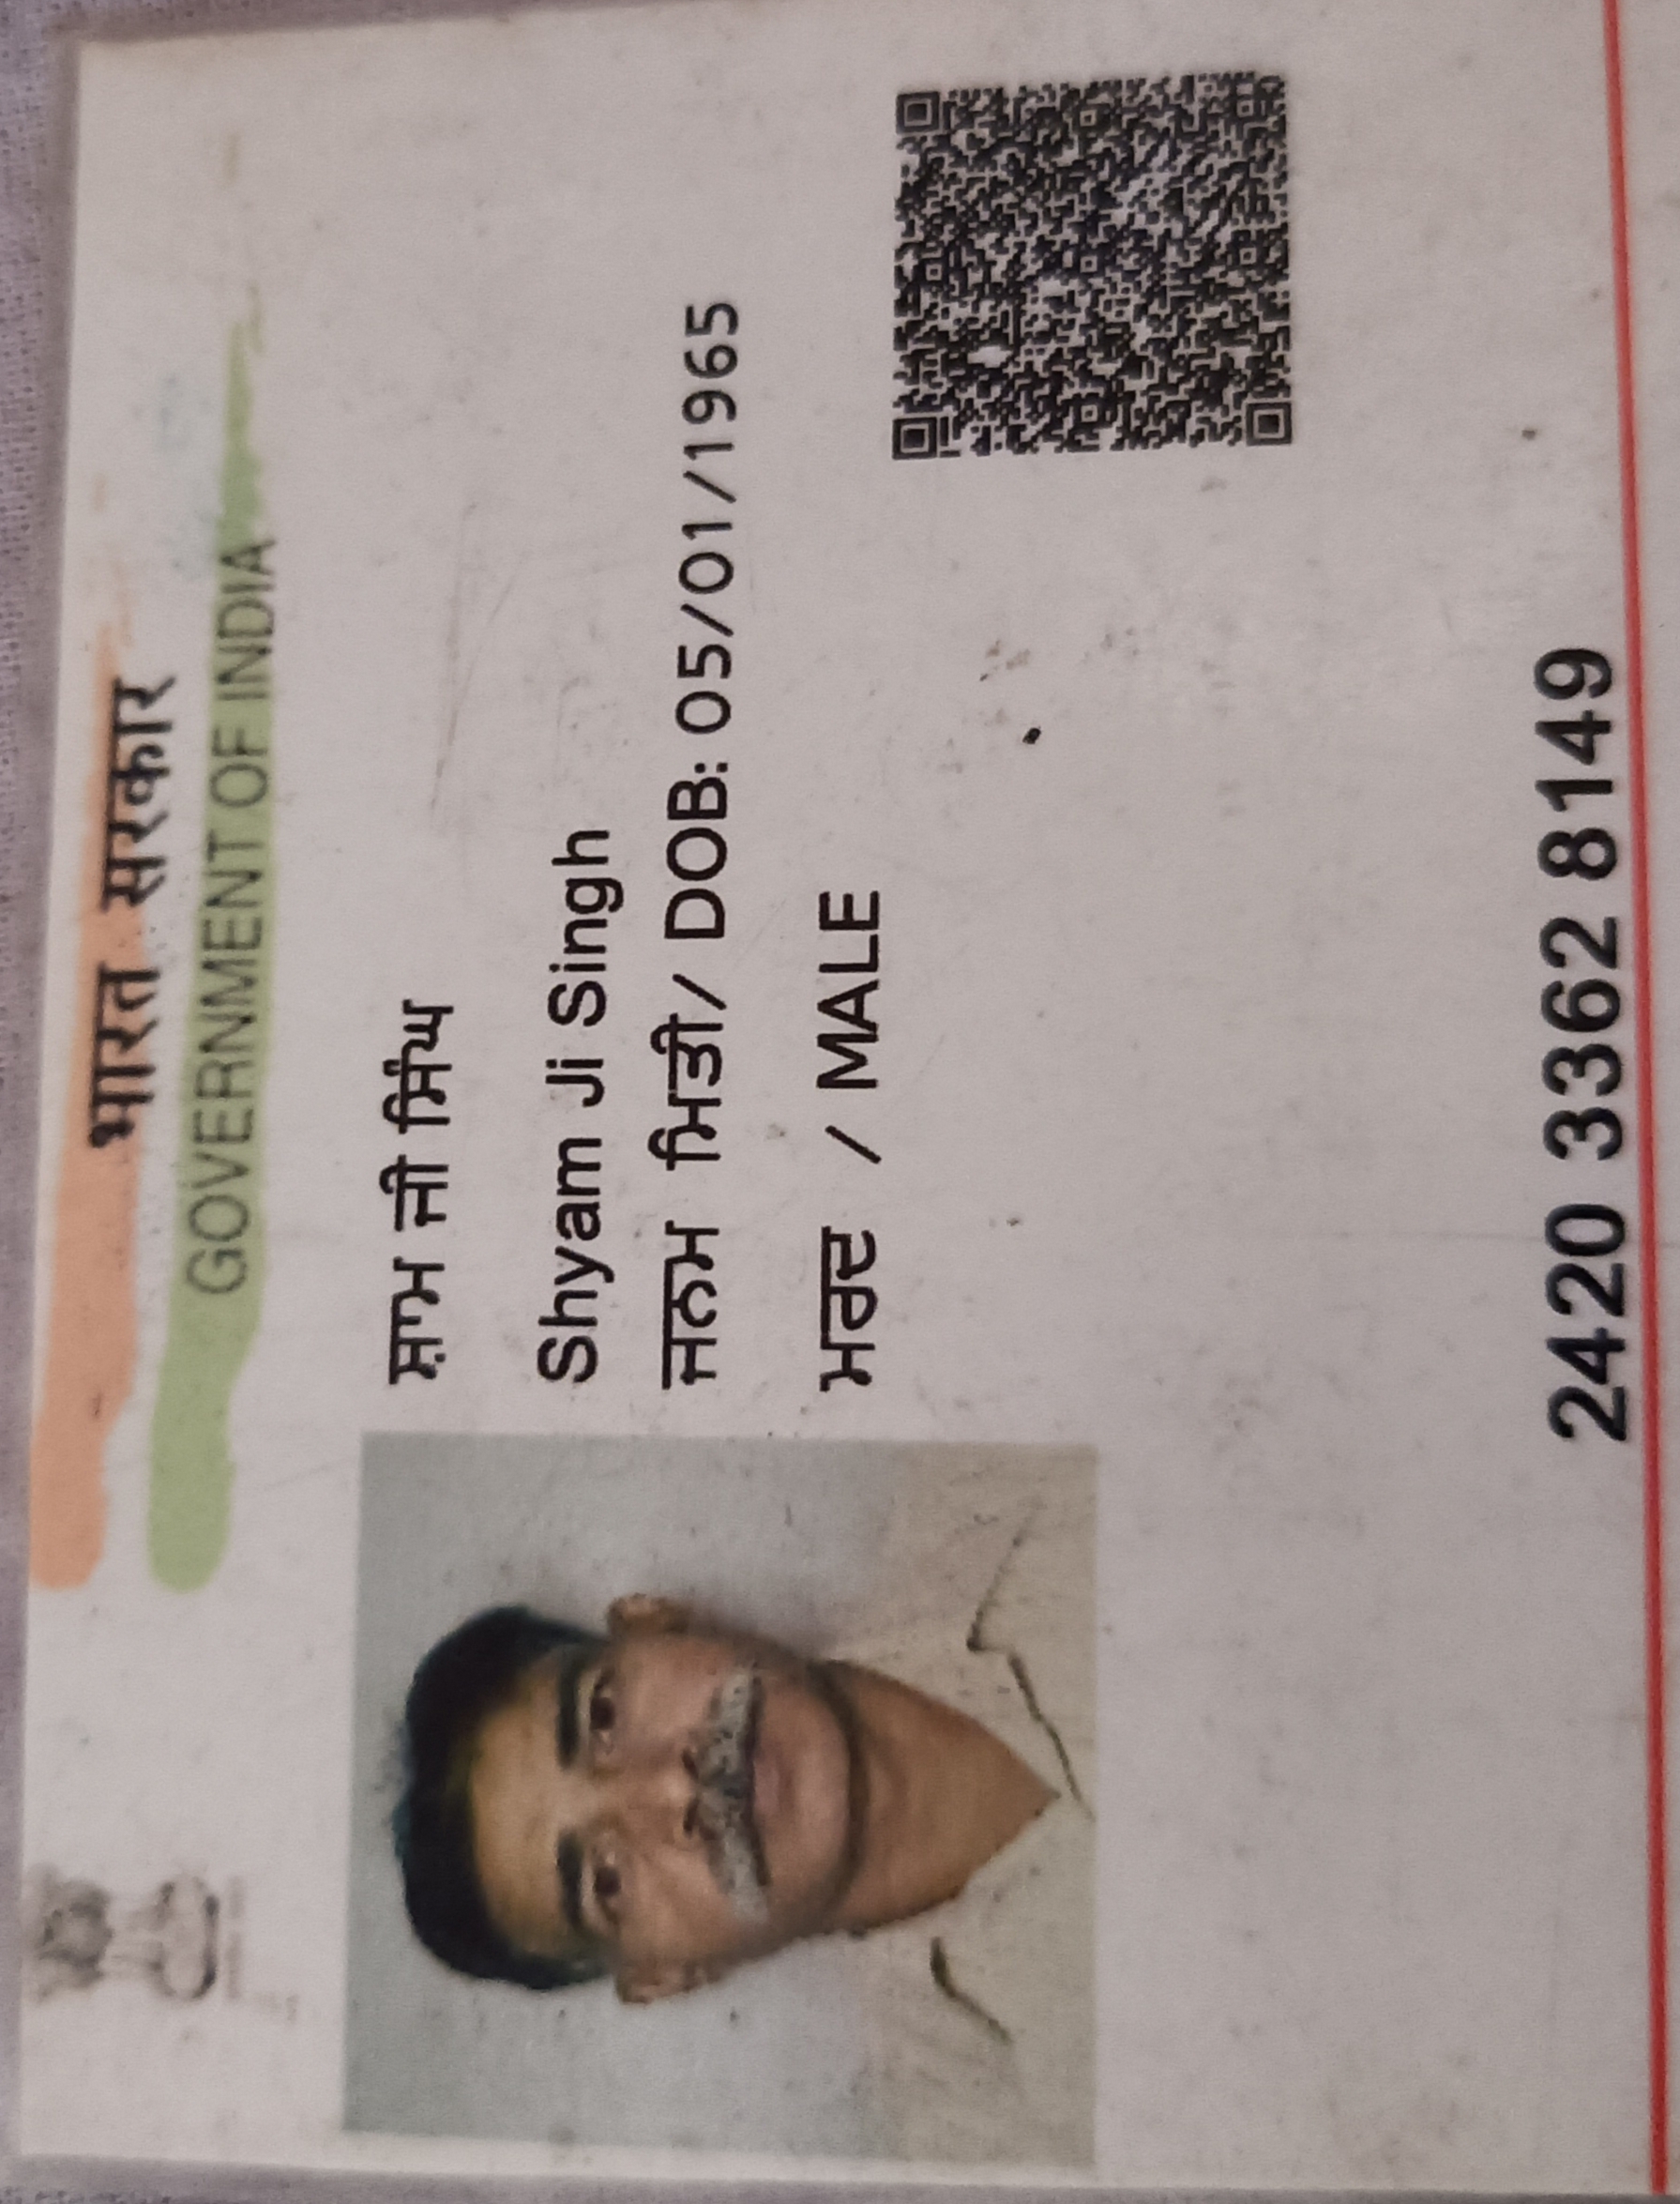 भारत सरकार
GOVERNMENT OF INDIA
ਸ਼ਾਮ ਜੀ ਸਿੰਘ
Shyam Ji Singh
ਜਨਮ ਮਿਤੀ/ DOB: 05/01/1965
ਮਰਦ / MALE
2420 3362 8149